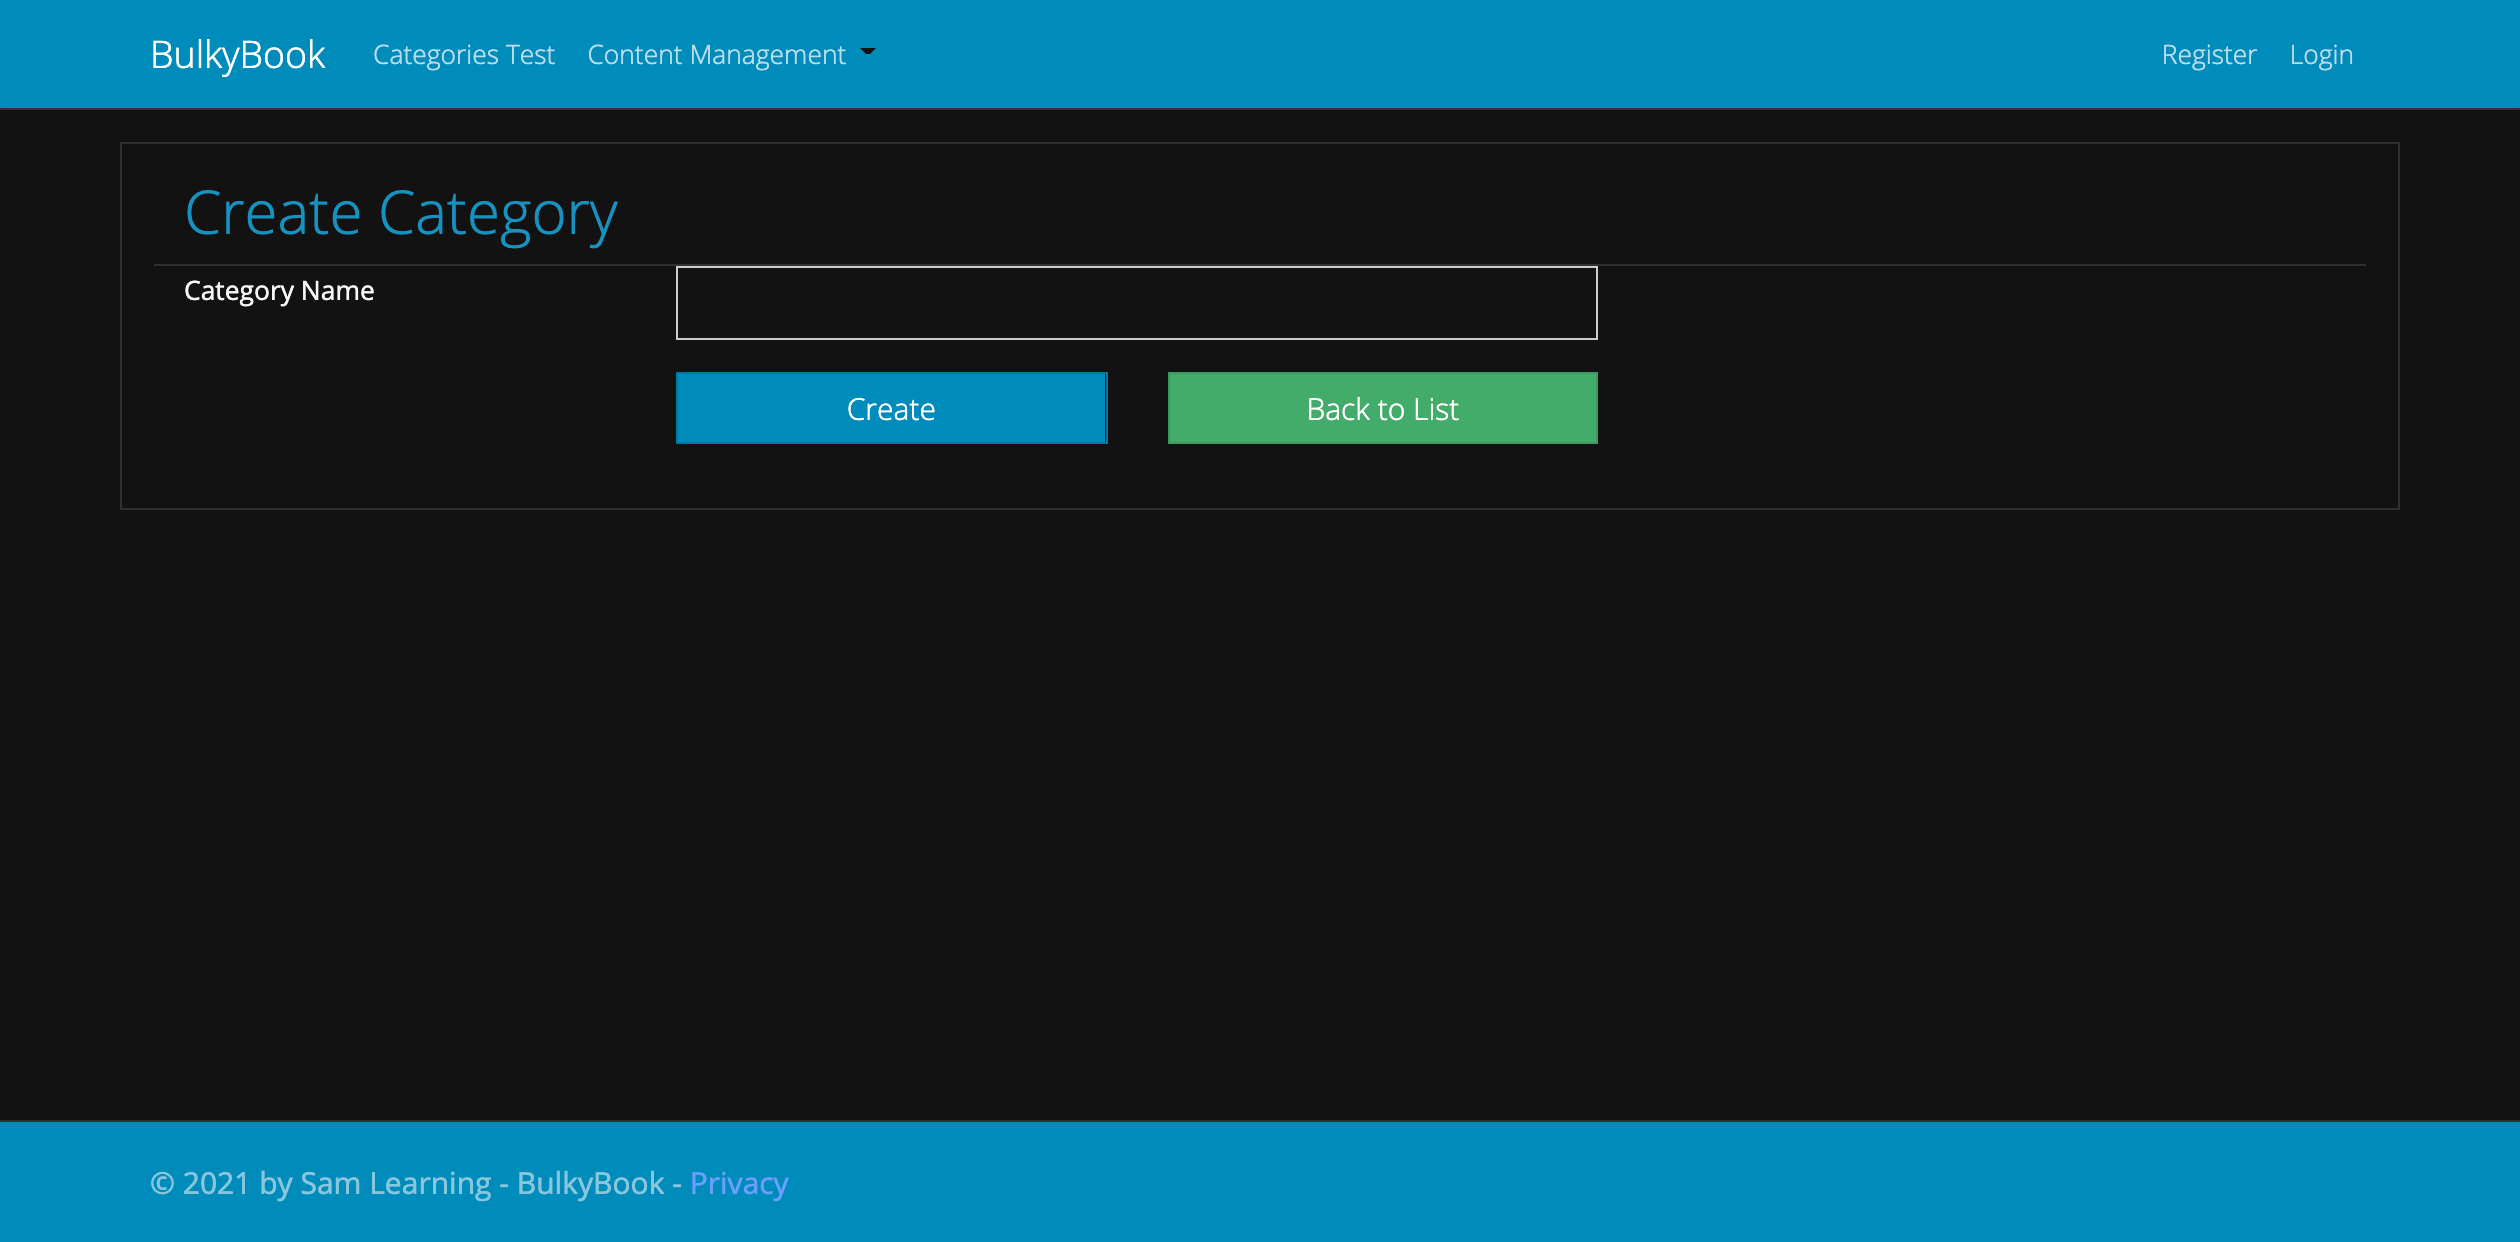 BulkyBook Categories Test Content Management Register Login
Create Category
Category Name
Create Back to List
© 2021 by Sam Learning - BulkyBook - Privacy